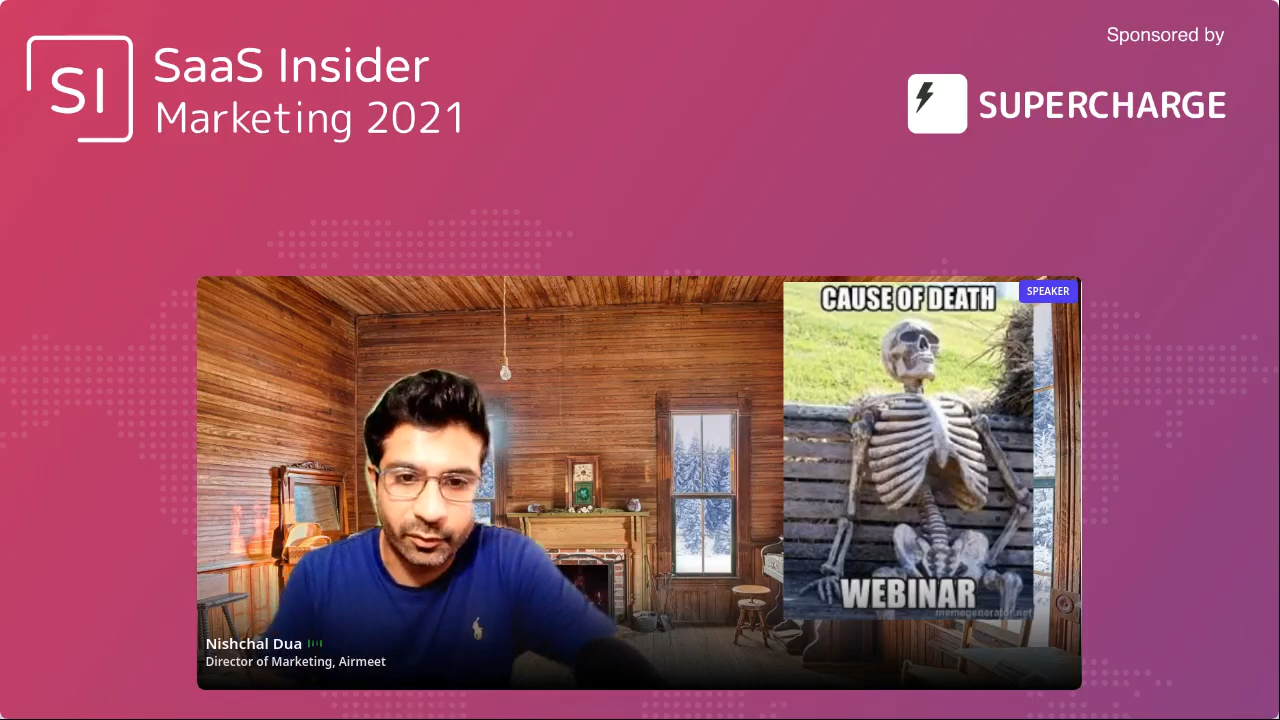 SI
SaaS Insider
Marketing 2021
Sponsored by
SUPERCHARGE
SPEAKER
CAUSE OF DEATH
WEBINAR
memegenerator.net
Nishchal Dua
Director of Marketing, Airmeet